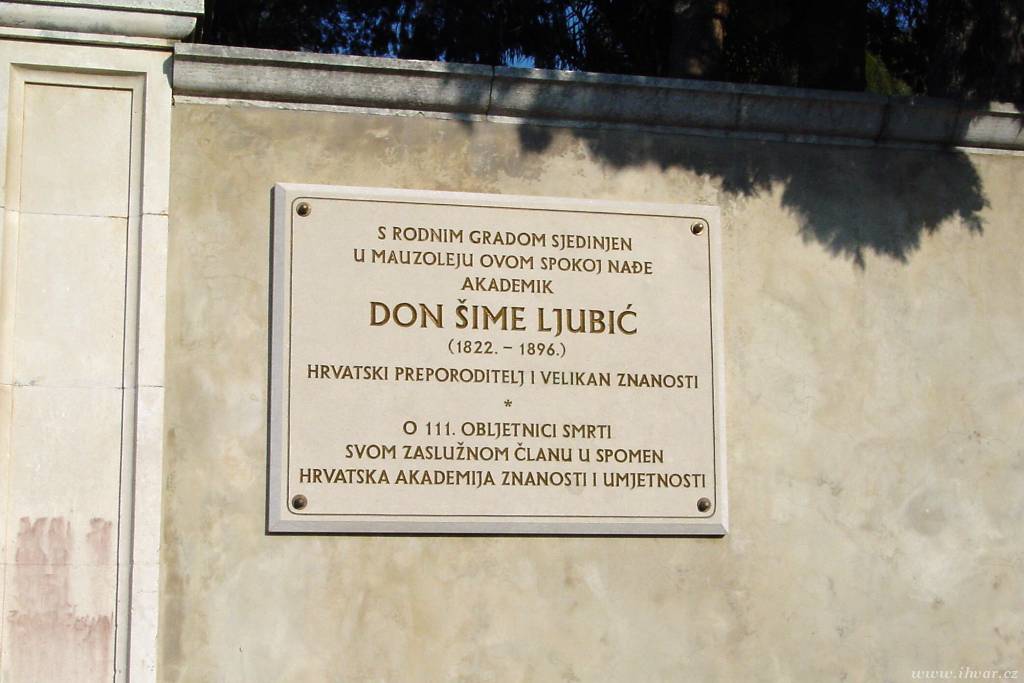 S RODNIM GRADOM SJEDINJEN
U MAUZOLEJU OVOM SPOKOJ NAĐE
AKADEMIK
DON ŠIME LJUBIĆ
(1822. – 1896.)
HRVATSKI PREPORODITELJ I VELIKAN ZNANOSTI
*
O 111. OBLJETNICI SMRTI
SVOM ZASLUŽNOM ČLANU U SPOMEN
HRVATSKA AKADEMIJA ZNANOSTI I UMJETNOSTI
www.ihvar.cz